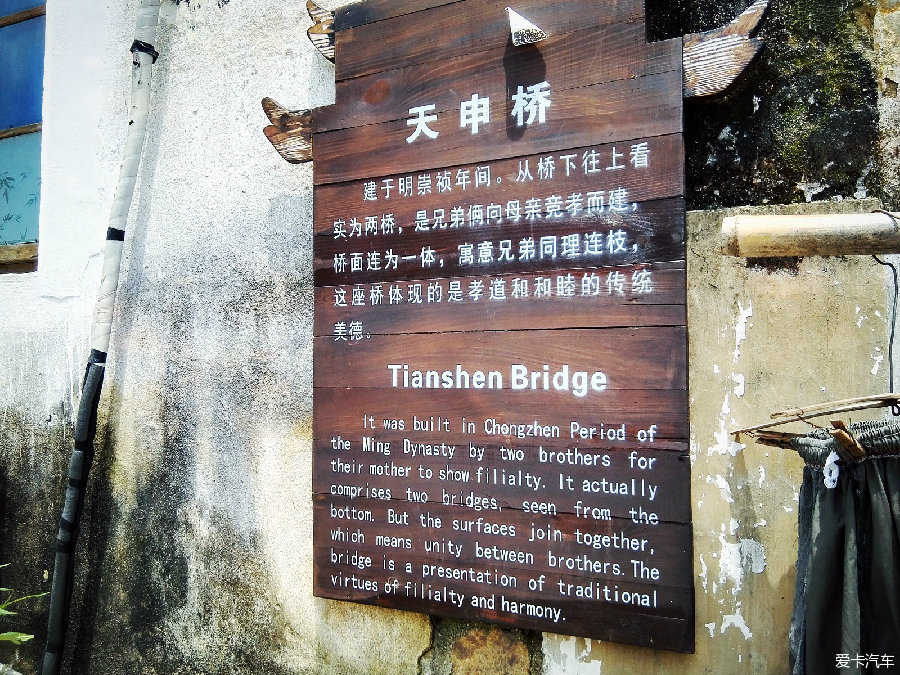 天申桥
建于明崇祯年间。从桥下往上看
实为两桥，是兄弟俩向母亲竞孝而建，
桥面连为一体，寓意兄弟同理连枝，
这座桥体现的是孝道和和睦的传统
美德。
Tianshen Bridge
It was built in Chongzhen Period of
the Ming Dynasty by two brothers for
their mother to show filialty. It actually
comprises two bridges, seen from the
bottom. But the surfaces join together,
which means unity between brothers. The
bridge is a presentation of traditional
virtues of filialty and harmony.
爱卡汽车